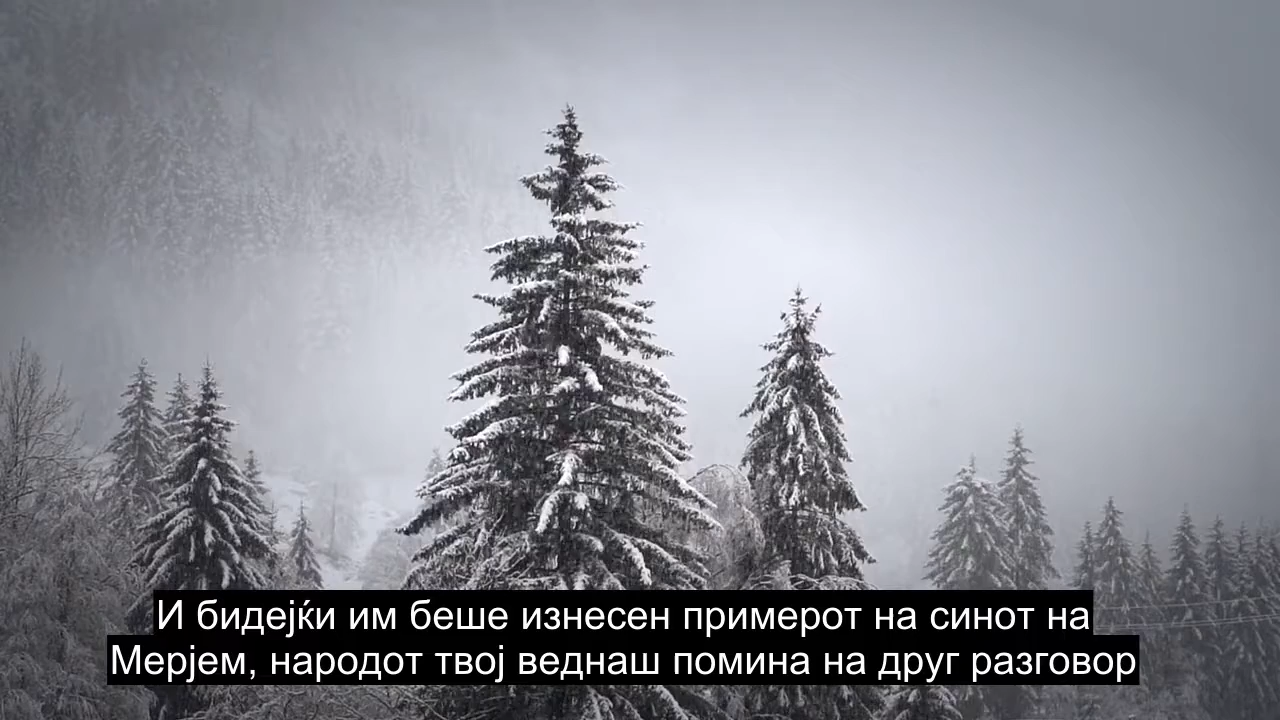 И бидејќи им беше изнесен примерот на синот на
Мерјем, народот твој веднаш помина на друг разговор